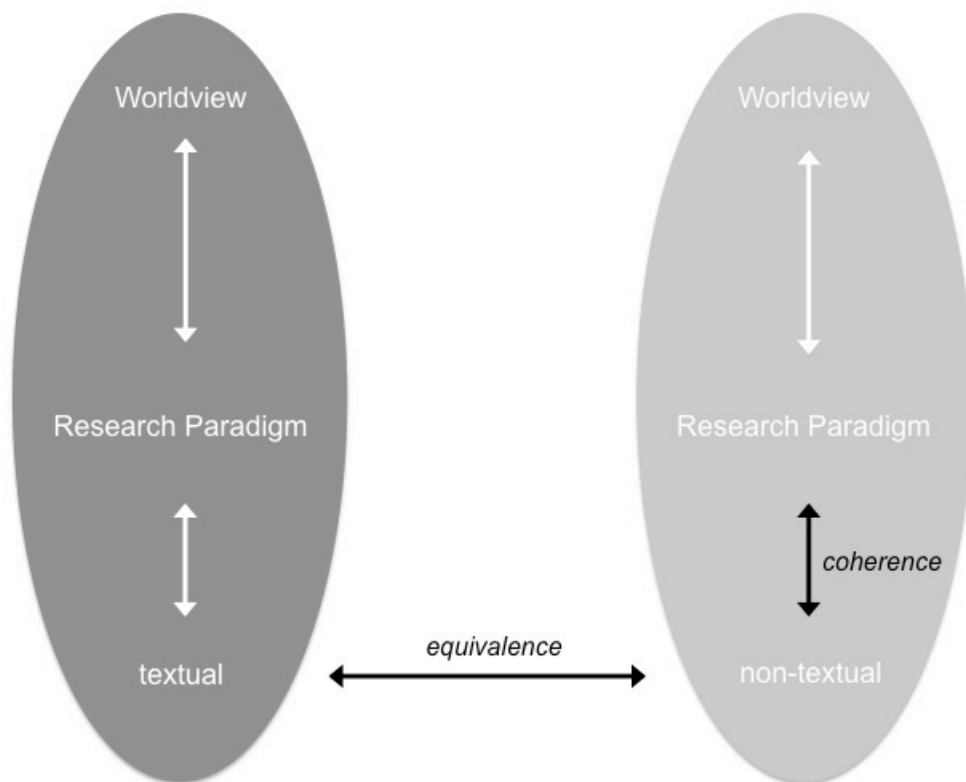 Worldview
Worldview
Research Paradigm
Research Paradigm
coherence
equivalence
textual
non-textual